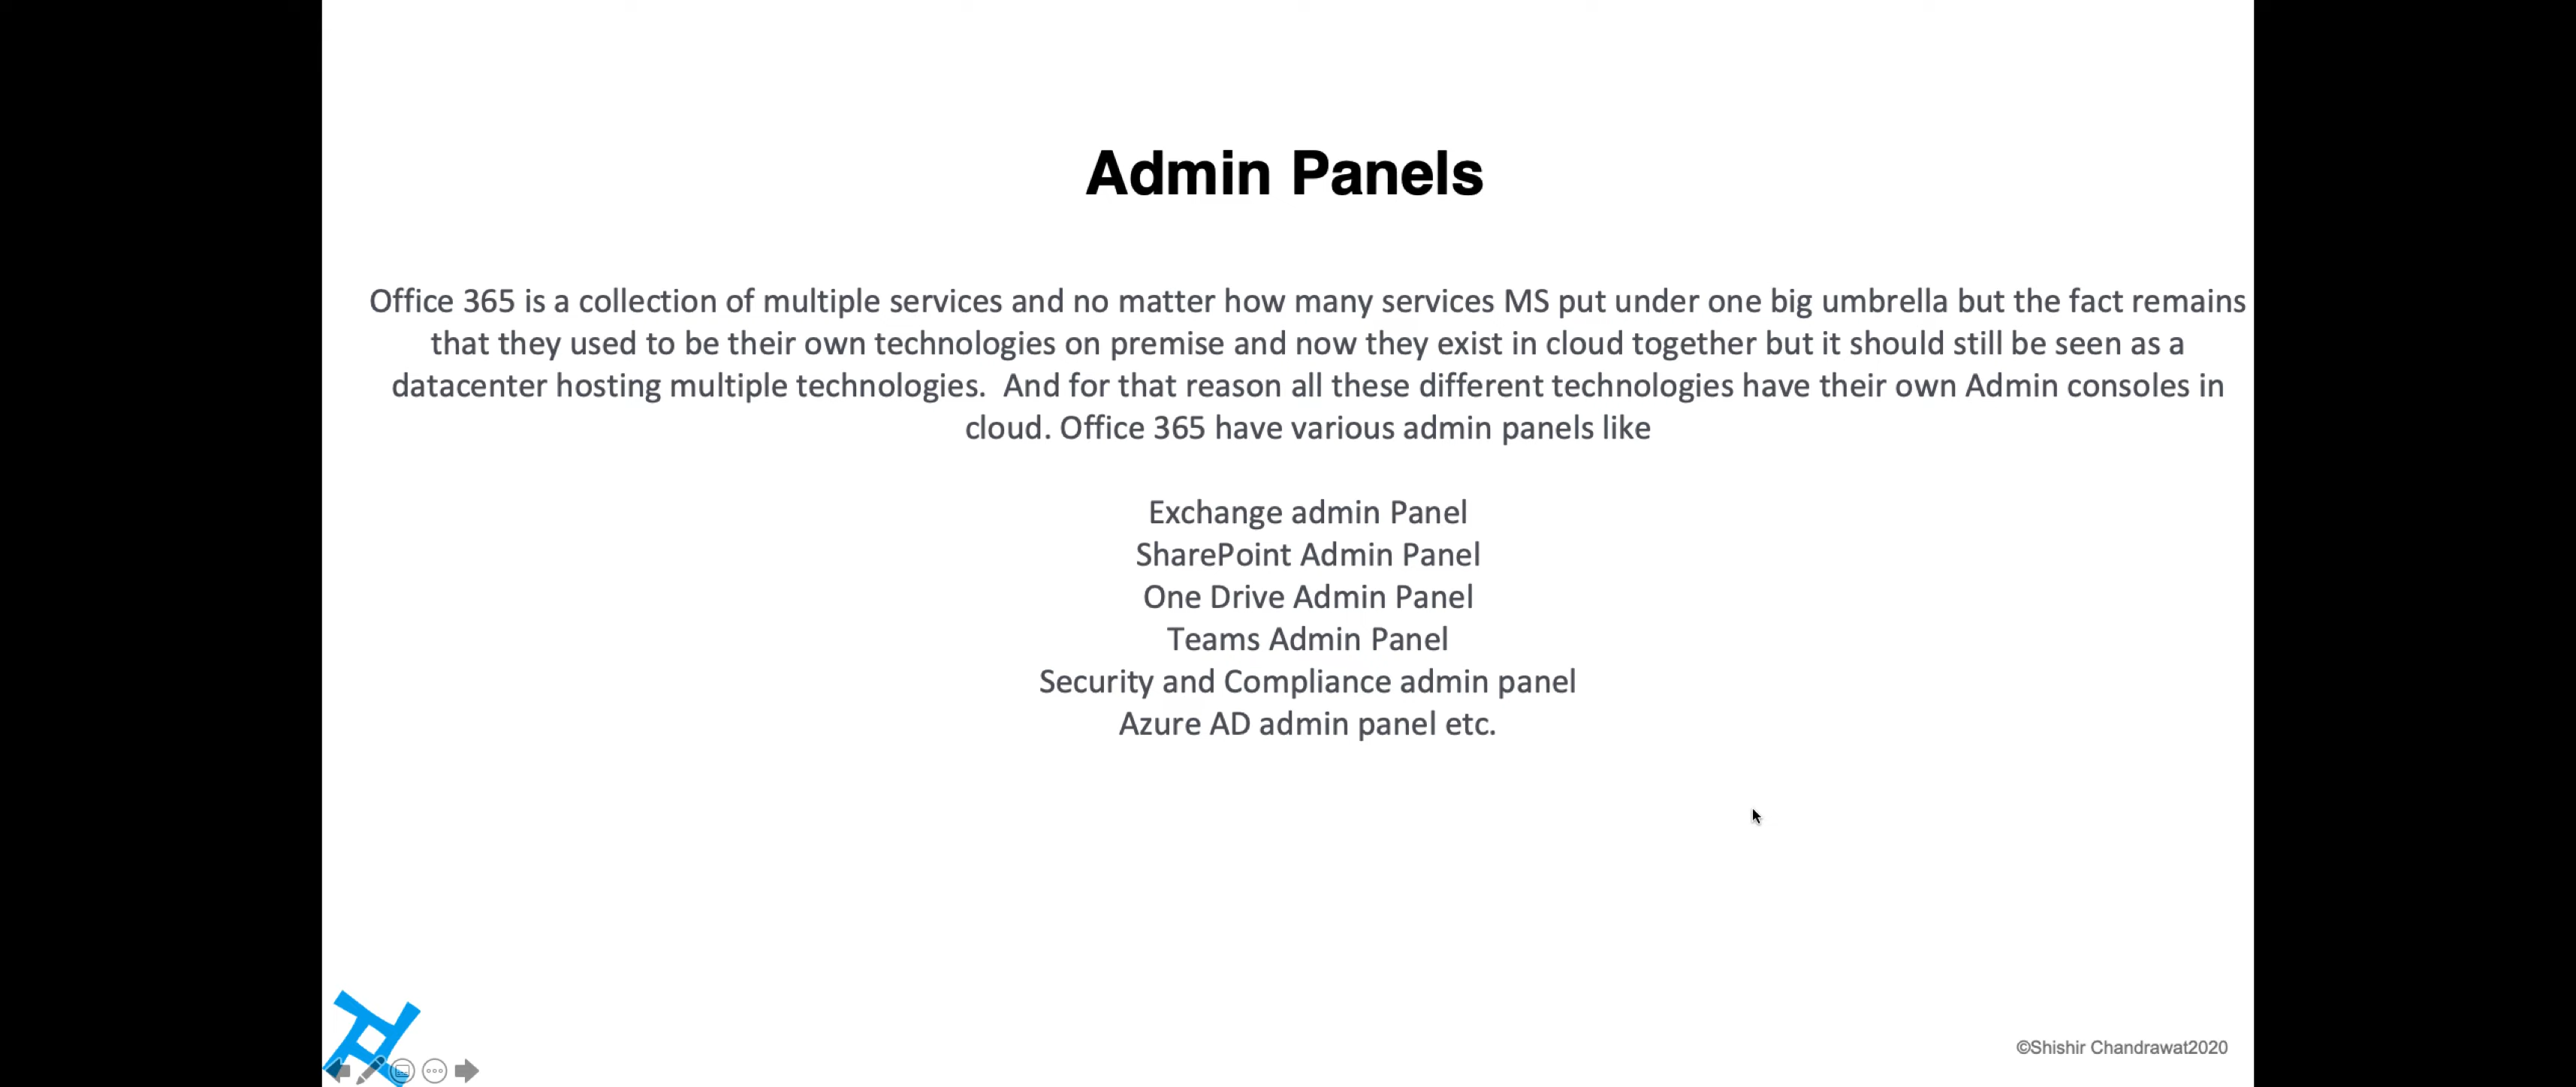 Admin Panels
Office 365 is a collection of multiple services and no matter how many services MS put under one big umbrella but the fact remains
that they used to be their own technologies on premise and now they exist in cloud together but it should still be seen as a
datacenter hosting multiple technologies.  And for that reason all these different technologies have their own Admin consoles in
cloud. Office 365 have various admin panels like
Exchange admin Panel
SharePoint Admin Panel
One Drive Admin Panel
Teams Admin Panel
Security and Compliance admin panel
Azure AD admin panel etc.
©Shishir Chandrawat2020